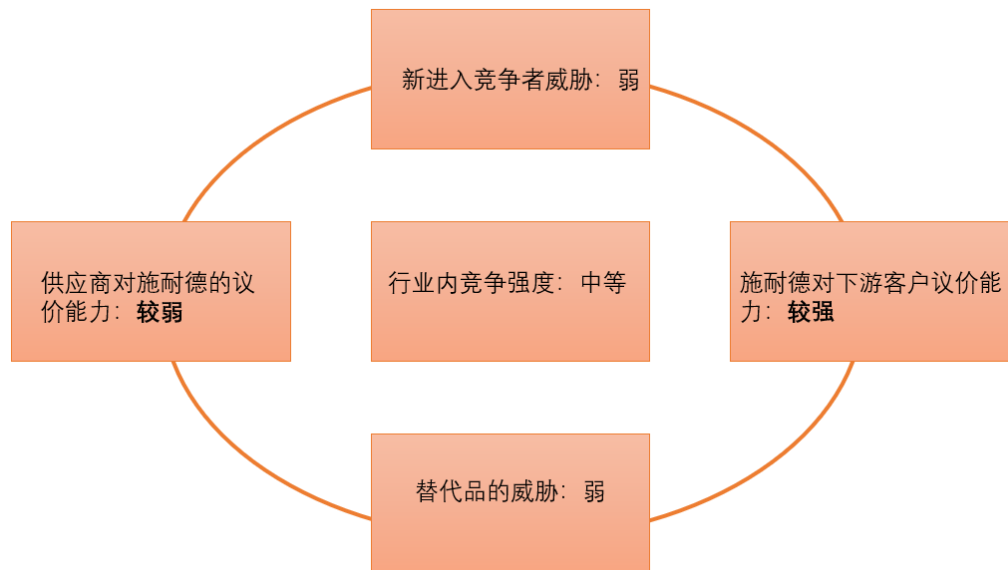 新进入竞争者威胁：弱
供应商对施耐德的议
价能力：较弱
行业内竞争强度：中等
施耐德对下游客户议价能
力：较强
替代品的威胁：弱